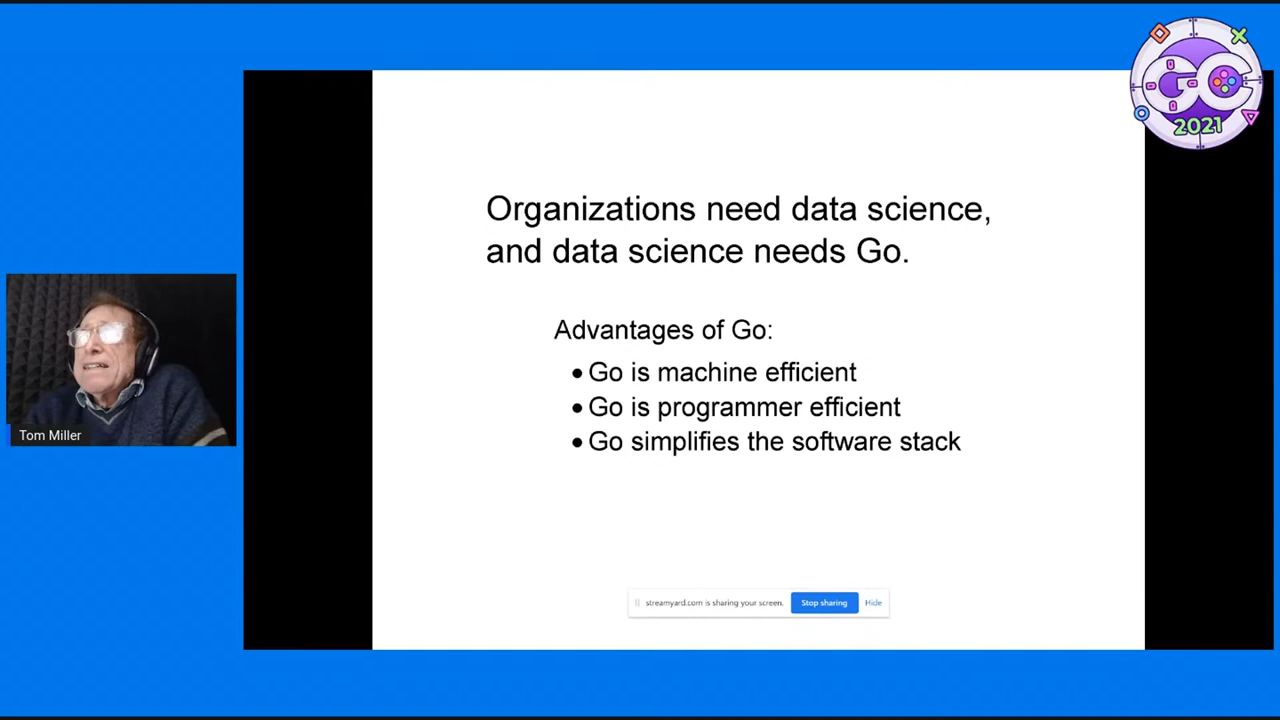 GC
2021
Organizations need data science,
and data science needs Go.
Advantages of Go:
• Go is machine efficient
• Go is programmer efficient
• Go simplifies the software stack
Tom Miller
streamyard.com is sharing your screen. Stop sharing Hide